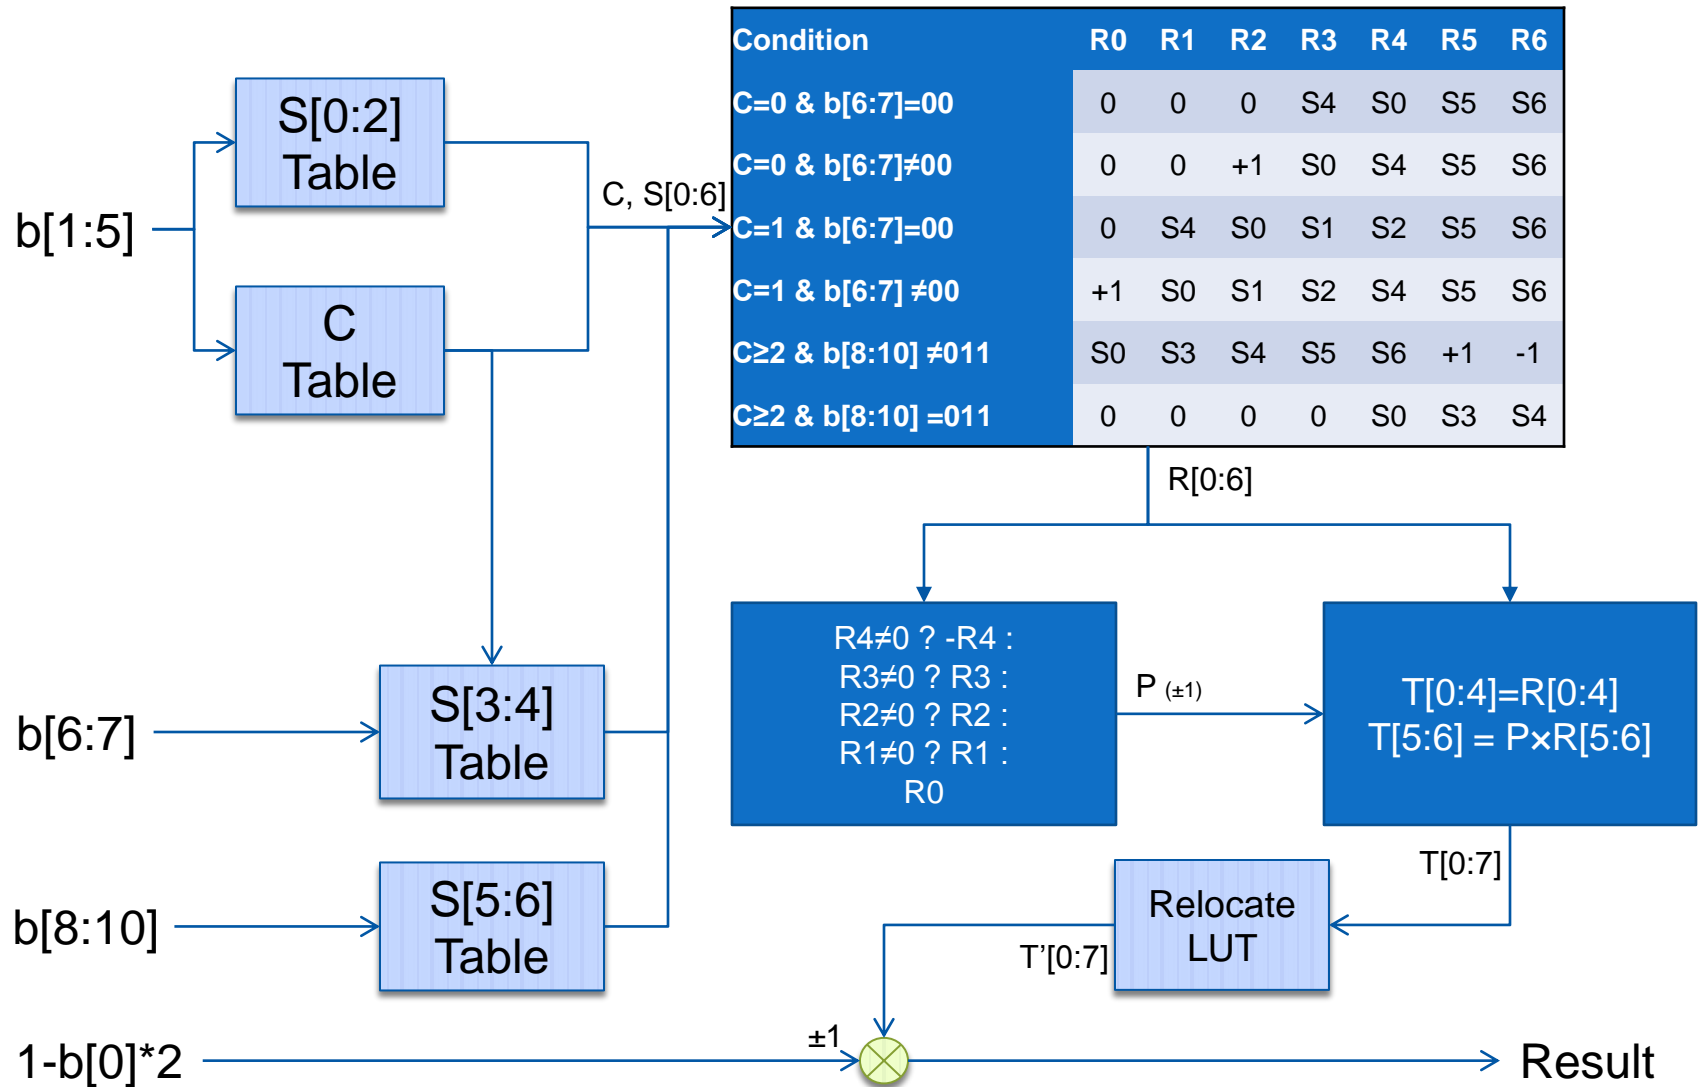 Condition R0 R1 R2 R3 R4 R5 R6
C=0 & b[6:7]=00 0 0 0 S4 S0 S5 S6
C=0 & b[6:7]≠00 0 0 +1 S0 S4 S5 S6
C=1 & b[6:7]=00 0 S4 S0 S1 S2 S5 S6
C=1 & b[6:7] ≠00 +1 S0 S1 S2 S4 S5 S6
C≥2 & b[8:10] ≠011 S0 S3 S4 S5 S6 +1 -1
C≥2 & b[8:10] =011 0 0 0 0 S0 S3 S4
S[0:2]
Table
b[1:5]
C, S[0:6]
C
Table
R[0:6]
b[6:7]
S[3:4]
Table
R4≠0 ? -R4 :
R3≠0 ? R3 :
R2≠0 ? R2 :
R1≠0 ? R1 :
R0
P (±1)
T[0:4]=R[0:4]
T[5:6] = P×R[5:6]
T[0:7]
b[8:10]
S[5:6]
Table
Relocate
LUT
T’[0:7]
1-b[0]*2
±1
Result